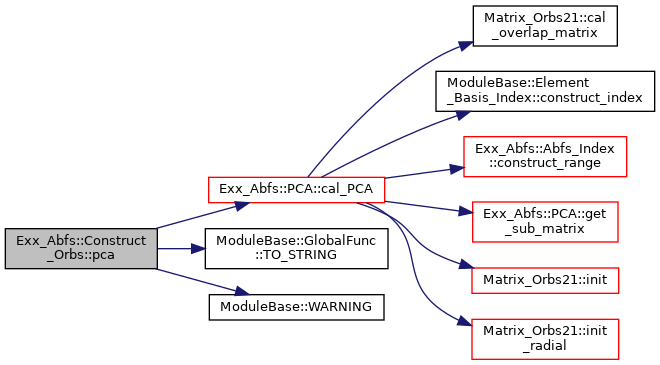 Exx_Abfs::Construct
_Orbs::pca
Exx_Abfs::PCA::cal_PCA
ModuleBase::GlobalFunc
::TO_STRING
ModuleBase::WARNING
Matrix_Orbs21::cal
_overlap_matrix
ModuleBase::Element
_Basis_Index::construct_index
Exx_Abfs::Abfs_Index
::construct_range
Exx_Abfs::PCA::get
_sub_matrix
Matrix_Orbs21::init
Matrix_Orbs21::init
_radial